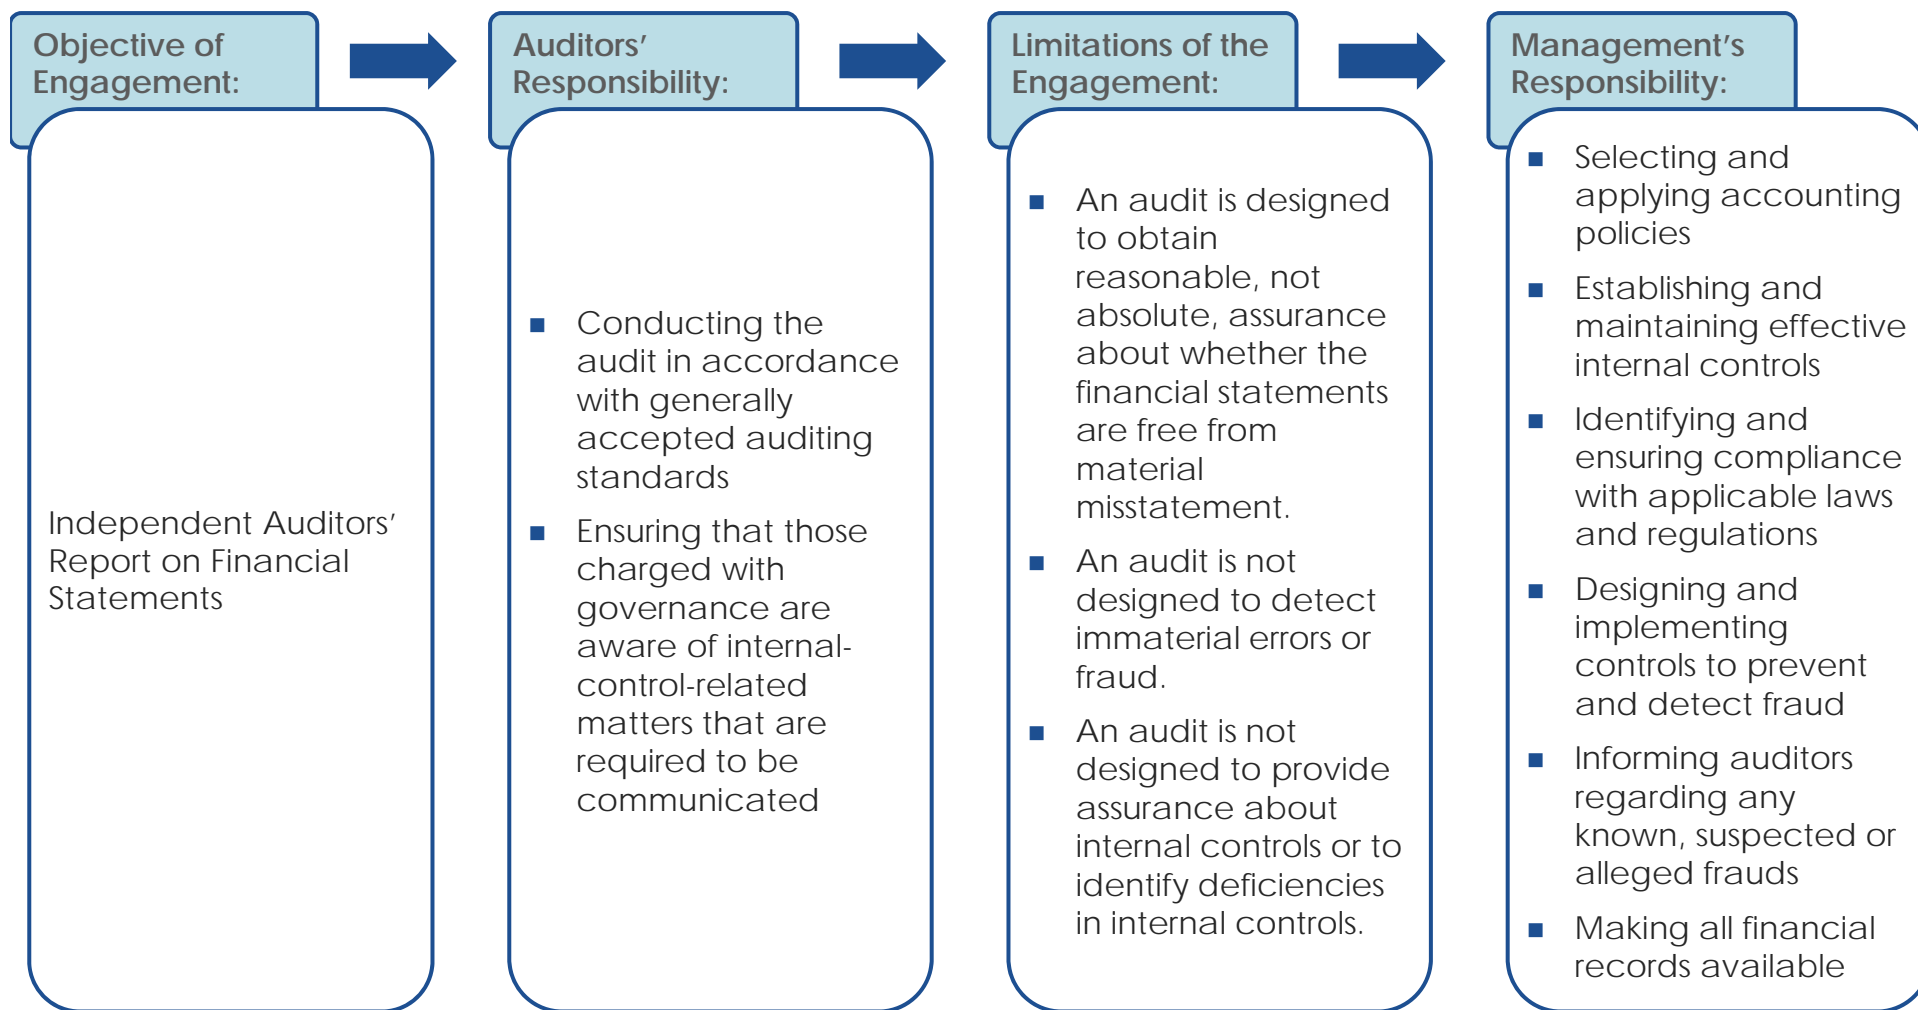 Objective of
Engagement:
Independent Auditors’
Report on Financial
Statements
Auditors’
Responsibility:
■ Conducting the
audit in accordance
with generally
accepted auditing
standards
■ Ensuring that those
charged with
governance are
aware of internal-
control-related
matters that are
required to be
communicated
Limitations of the
Engagement:
■ An audit is designed
to obtain
reasonable, not
absolute, assurance
about whether the
financial statements
are free from
material
misstatement.
■ An audit is not
designed to detect
immaterial errors or
fraud.
■ An audit is not
designed to provide
assurance about
internal controls or to
identify deficiencies
in internal controls.
Management’s
Responsibility:
■ Selecting and
applying accounting
policies
■ Establishing and
maintaining effective
internal controls
■ Identifying and
ensuring compliance
with applicable laws
and regulations
■ Designing and
implementing
controls to prevent
and detect fraud
■ Informing auditors
regarding any
known, suspected or
alleged frauds
■ Making all financial
records available